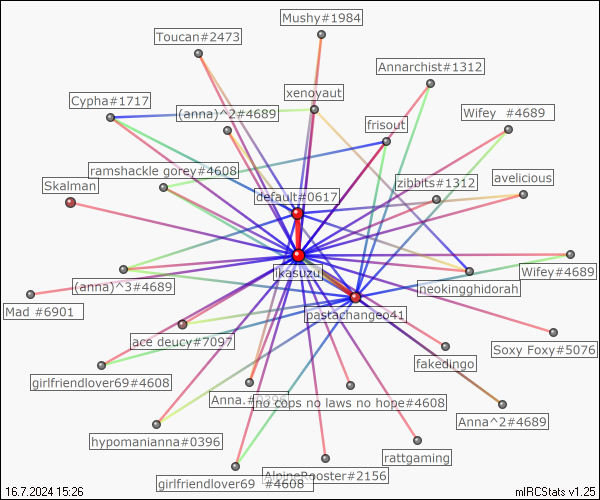 Mushy#1984
Toucan#2473
Annarchist#1312
xenoyaut
Cypha#1717
(anna)^2#4689
Wifey #4689
frisout
ramshackle gorey#4608
zibbits#1312
avelicious
Skalman
default#0617
ikasuzu
Wifey#4689
(anna)^3#4689
neokingghidorah
Mad #6901
pastachangeo41
ace deucy#7097
Soxy Foxy#5076
fakedingo
girlfriendlover69#4608
Anna.#0396
no cops no laws no hope#4608
Anna^2#4689
hypomanianna#0396
rattgaming
AlpineRooster#2156
girlfriendlover69 #4608
16.7.2024 15:26
mIRCStats v1.25